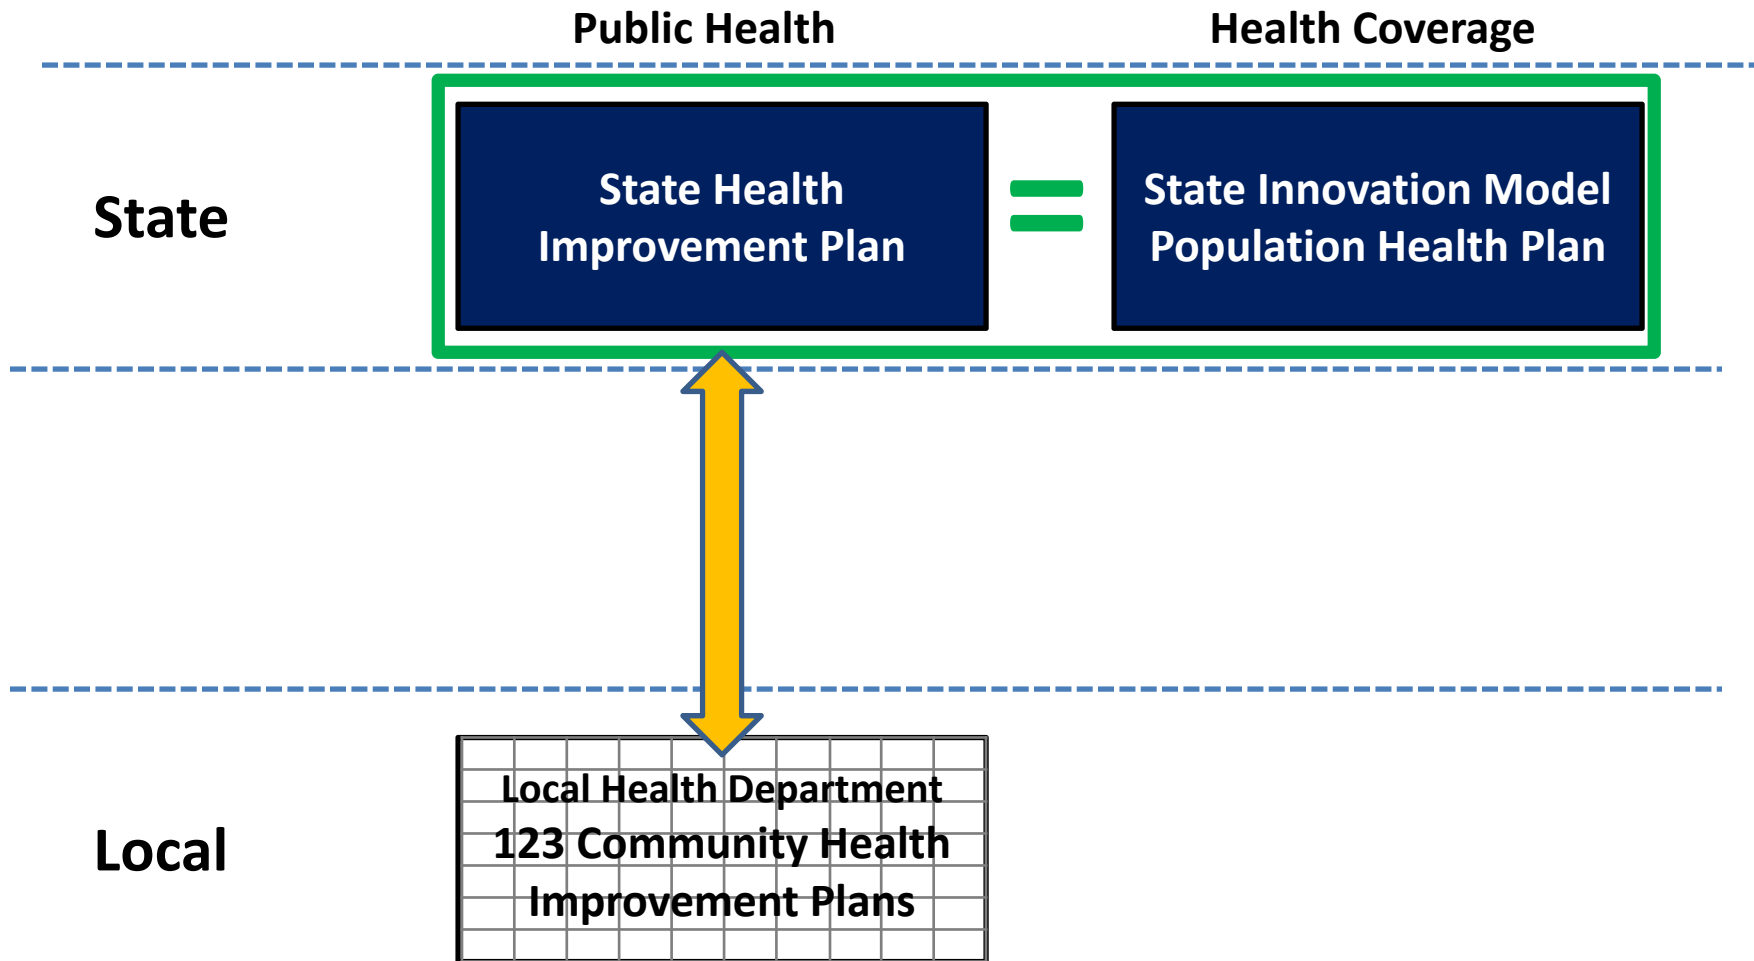 Public Health
Health Coverage
State
State Health
Improvement Plan
=
State Innovation Model
Population Health Plan
Local
Local Health Department
123 Community Health
Improvement Plans